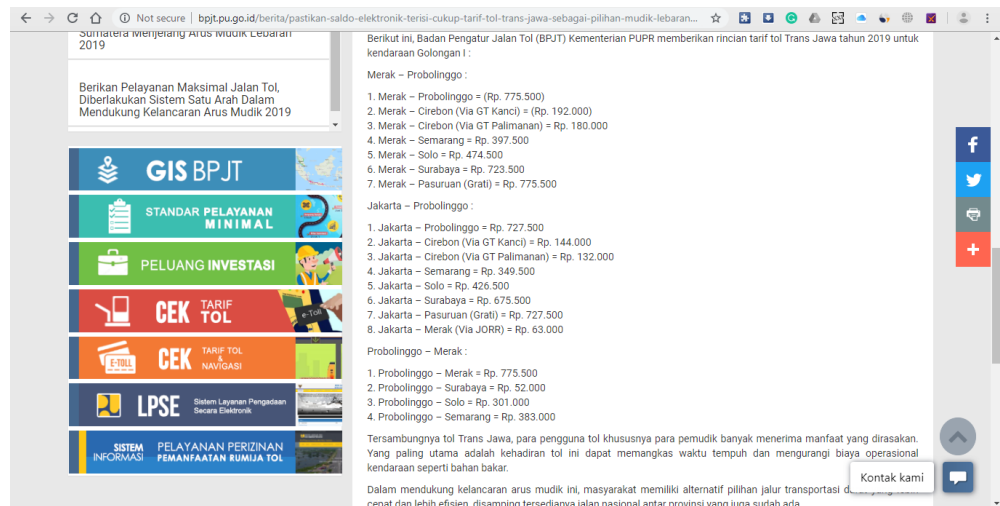 Not secure
bpjt.pu.go.id/berita/pastikan-saldo-elektronik-terisi-cukup-tarif-tol-trans-jawa-sebagai-pilihan-mudik-lebaran...
Sumatera Menjelang Arus Mudik Lebaran
2019
Berikan Pelayanan Maksimal Jalan Tol,
Diberlakukan Sistem Satu Arah Dalam
Mendukung Kelancaran Arus Mudik 2019
GIS BPJT
STANDAR PELAYANAN
MINIMAL
PELUANG INVESTASI
CEK TARIF
TOL
e-Toll
E-TOLL
CEK TARIF TOL
&
NAVIGASI
LPSE Sistem Layanan Pengadaan
Secara Elektronik
SISTEM
INFORMASI
PELAYANAN PERIZINAN
PEMANFAATAN RUMIJA TOL
Berikut ini, Badan Pengatur Jalan Tol (BPJT) Kementerian PUPR memberikan rincian tarif tol Trans Jawa tahun 2019 untuk
kendaraan Golongan I :
Merak – Probolinggo :
1. Merak – Probolinggo = (Rp. 775.500)
2. Merak – Cirebon (Via GT Kanci) = (Rp. 192.000)
3. Merak – Cirebon (Via GT Palimanan) = Rp. 180.000
4. Merak – Semarang = Rp. 397.500
5. Merak – Solo = Rp. 474.500
6. Merak – Surabaya = Rp. 723.500
7. Merak – Pasuruan (Grati) = Rp. 775.500
Jakarta – Probolinggo :
1. Jakarta – Probolinggo = Rp. 727.500
2. Jakarta – Cirebon (Via GT Kanci) = Rp. 144.000
3. Jakarta – Cirebon (Via GT Palimanan) = Rp. 132.000
4. Jakarta – Semarang = Rp. 349.500
5. Jakarta – Solo = Rp. 426.500
6. Jakarta – Surabaya = Rp. 675.500
7. Jakarta – Pasuruan (Grati) = Rp. 727.500
8. Jakarta – Merak (Via JORR) = Rp. 63.000
Probolinggo – Merak :
1. Probolinggo – Merak = Rp. 775.500
2. Probolinggo – Surabaya = Rp. 52.000
3. Probolinggo – Solo = Rp. 301.000
4. Probolinggo – Semarang = Rp. 383.000
Tersambungnya tol Trans Jawa, para pengguna tol khususnya para pemudik banyak menerima manfaat yang dirasakan.
Yang paling utama adalah kehadiran tol ini dapat memangkas waktu tempuh dan mengurangi biaya operasional
kendaraan seperti bahan bakar.
Dalam mendukung kelancaran arus mudik ini, masyarakat memiliki alternatif pilihan jalur transportasi
cepat dan lebih efisien, disamping tersedianya jalan nasional antar provinsi yang juga sudah ada
Kontak kami